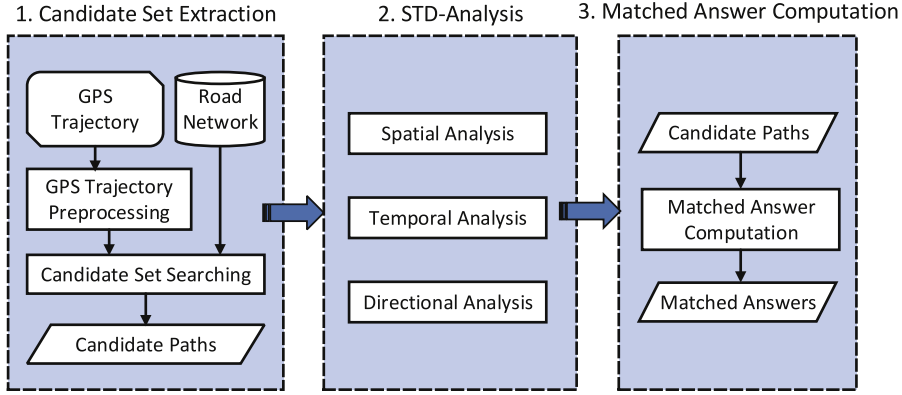 1. Candidate Set Extraction
GPS
Trajectory
Road
Network
GPS Trajectory
Preprocessing
Candidate Set Searching
Candidate Paths
2. STD-Analysis
Spatial Analysis
Temporal Analysis
Directional Analysis
3. Matched Answer Computation
Candidate Paths
Matched Answer
Computation
Matched Answers